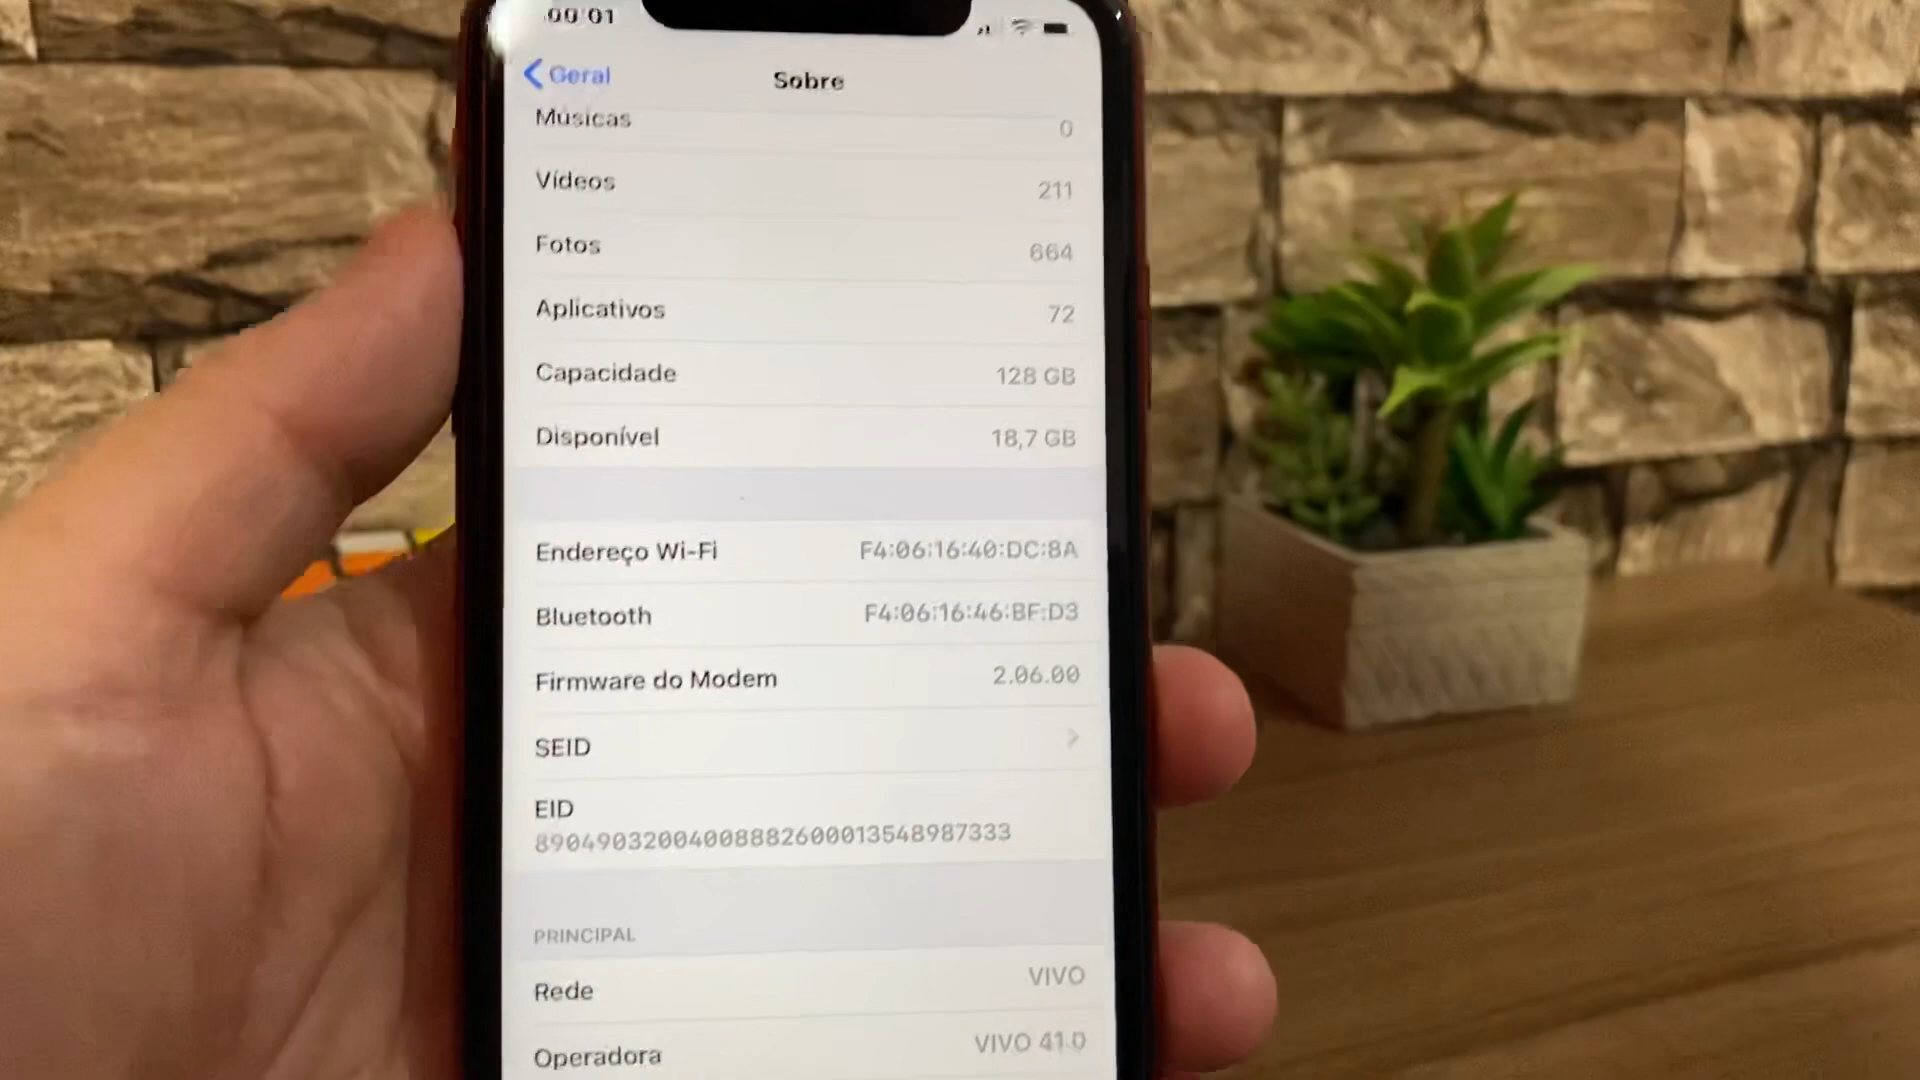 00:01
Geral
Sobre
Músicas 0
Vídeos 211
Fotos 664
Aplicativos 72
Capacidade 128 GB
Disponível 18,7 GB
Endereço Wi-Fi F4:06:16:40:DC:8A
Bluetooth F4:06:16:46:BF:D3
Firmware do Modem 2.06.00
SEID
EID
89049032004008882600013548987333
PRINCIPAL
Rede VIVO
Operadora VIVO 41.0